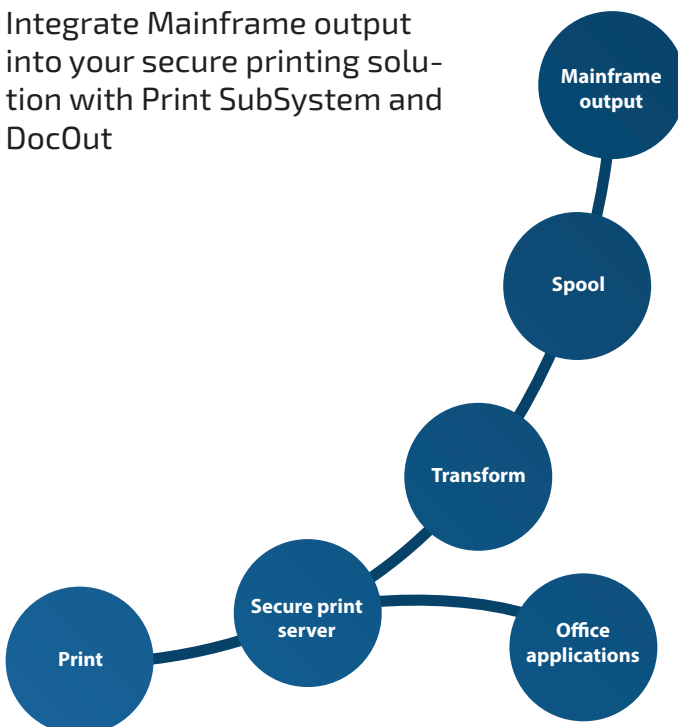 Integrate Mainframe output
into your secure printing solu-
tion with Print SubSystem and
DocOut
Mainframe
output
Spool
Transform
Secure print
server
Print
Office
applications